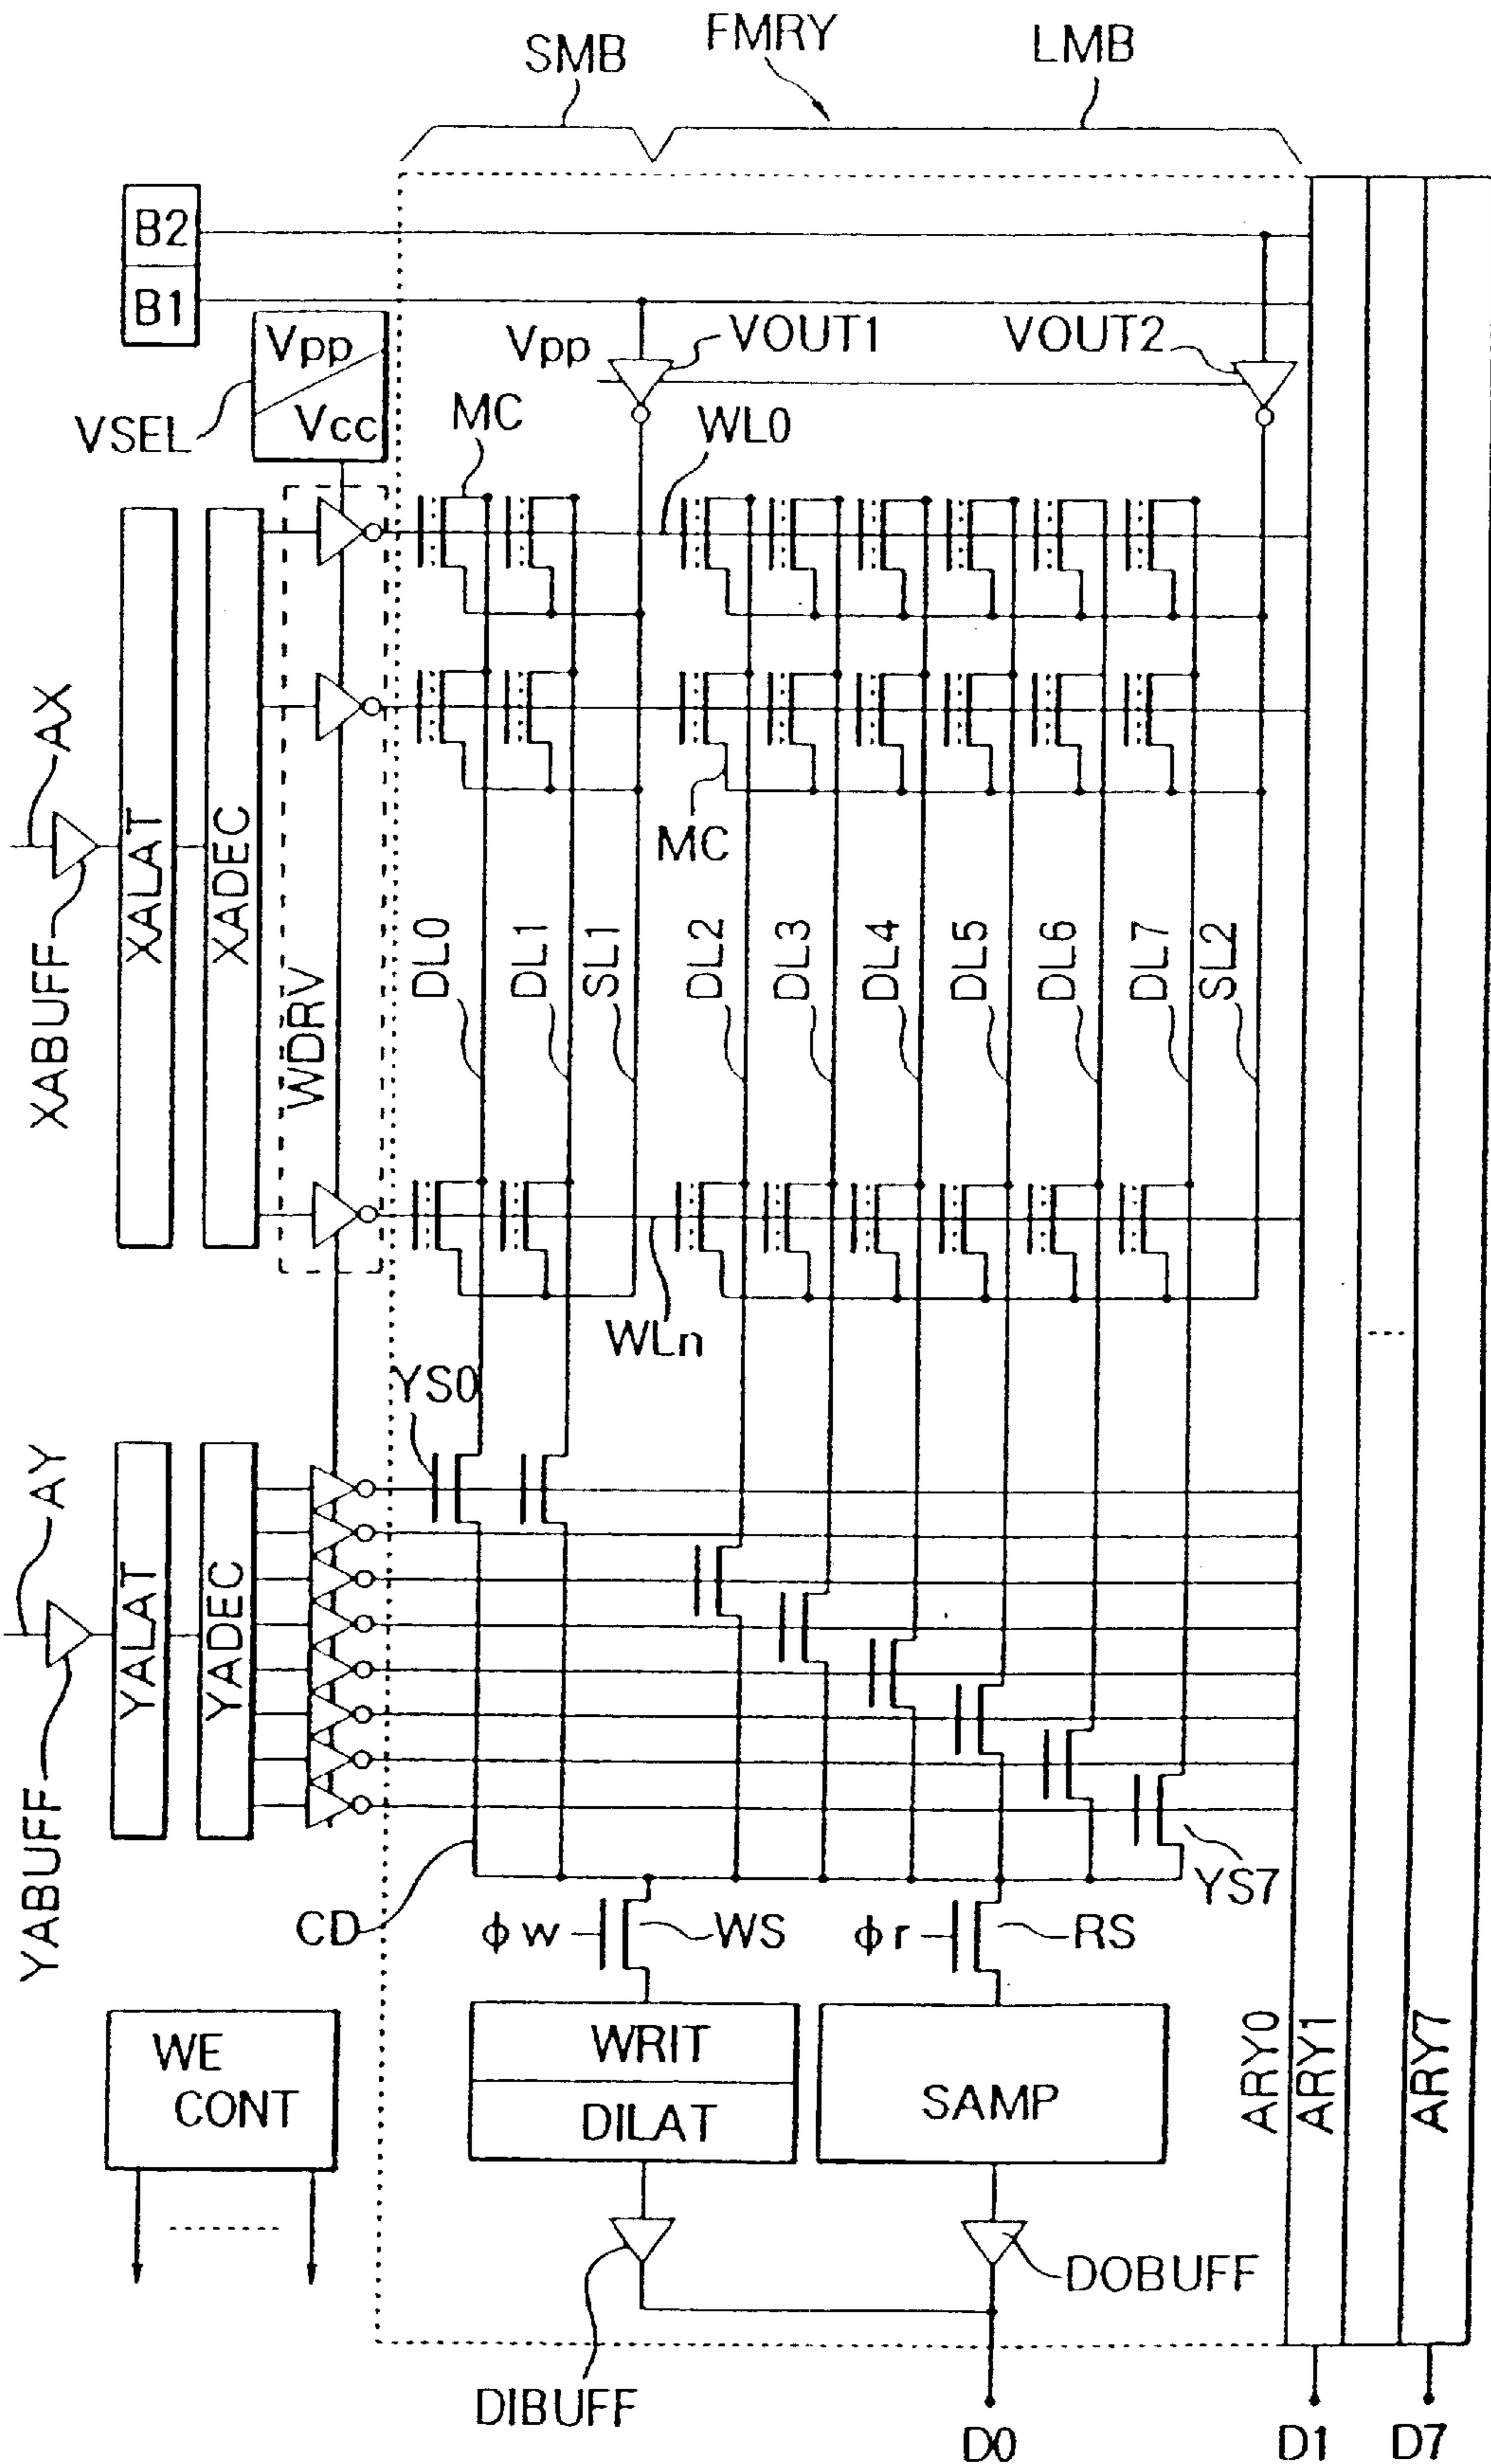 FMRY
SMB
LMB
B2
B1
Vpp
Vcc
VSEL
Vpp
VOUT1
VOUT2
MC
WL0
AX
XABUFF
XALAT
XADEC
WDRV
MC
DL0
DL1
SL1
DL2
DL3
DL4
DL5
DL6
DL7
SL2
WLn
YS0
AY
YABUFF
YALAT
YADEC
CD
YS7
ϕw
WS
ϕr
RS
WE
CONT
WRIT
DILAT
SAMP
ARY0
ARY1
ARY7
DIBUFF
DOBUFF
D0
D1
D7